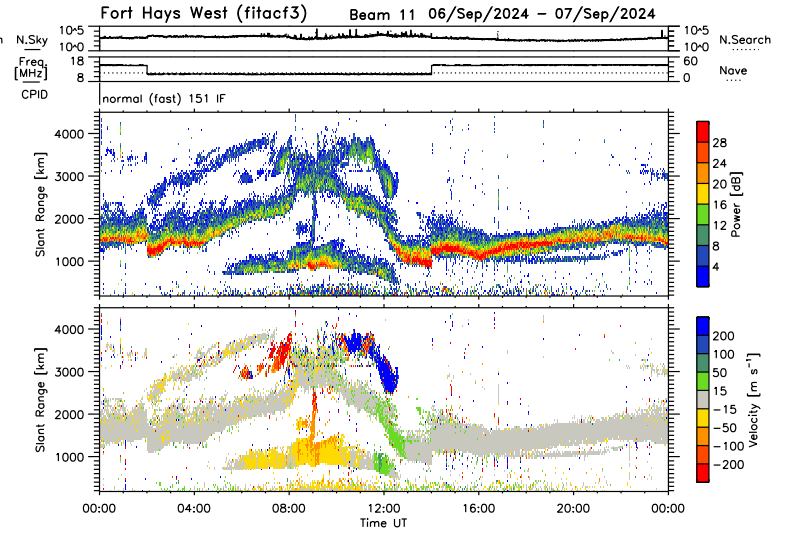 Fort Hays West (fitacf3) Beam 11 06/Sep/2024 − 07/Sep/2024
n N.Sky 10^5 10^0 10^5 10^0 N.Search
Freq. [MHz] 18 8 60 0 Nave
CPID normal (fast) 151 IF
Slant Range [km] 4000 3000 2000 1000
28 24 20 16 12 8 4 Power [dB]
Slant Range [km] 4000 3000 2000 1000
200 100 50 15 −15 −50 −100 −200 Velocity [m s⁻¹]
00:00 04:00 08:00 12:00 16:00 20:00 00:00
Time UT